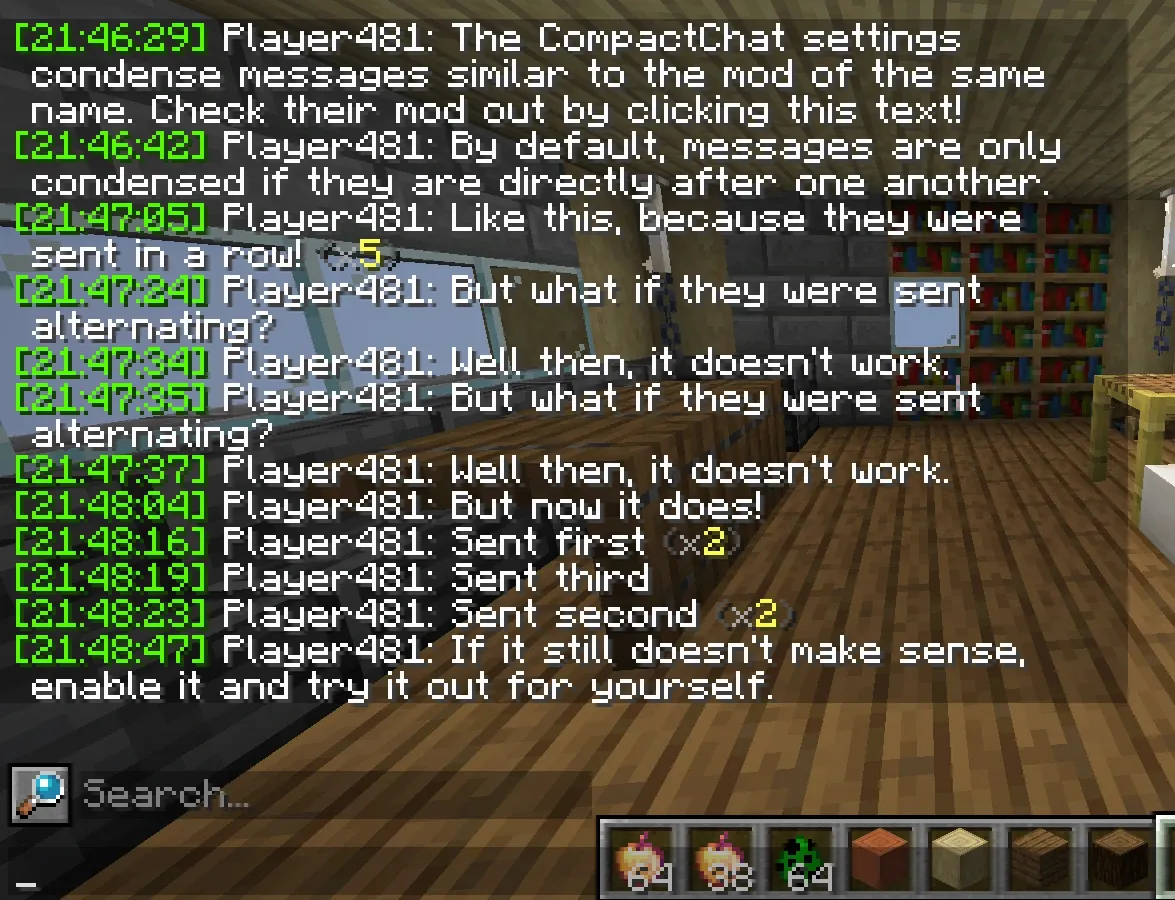 [21:46:29] Player481: The CompactChat settings
condense messages similar to the mod of the same
name. Check their mod out by clicking this text!
[21:46:42] Player481: By default, messages are only
condensed if they are directly after one another.
[21:47:05] Player481: Like this, because they were
sent in a row! (x5)
[21:47:24] Player481: But what if they were sent
alternating?
[21:47:34] Player481: Well then, it doesn't work.
[21:47:35] Player481: But what if they were sent
alternating?
[21:47:37] Player481: Well then, it doesn't work.
[21:48:04] Player481: But now it does!
[21:48:16] Player481: Sent first (x2)
[21:48:19] Player481: Sent third
[21:48:23] Player481: Sent second (x2)
[21:48:47] Player481: If it still doesn't make sense,
enable it and try it out for yourself.
Search...
64 38 64
_